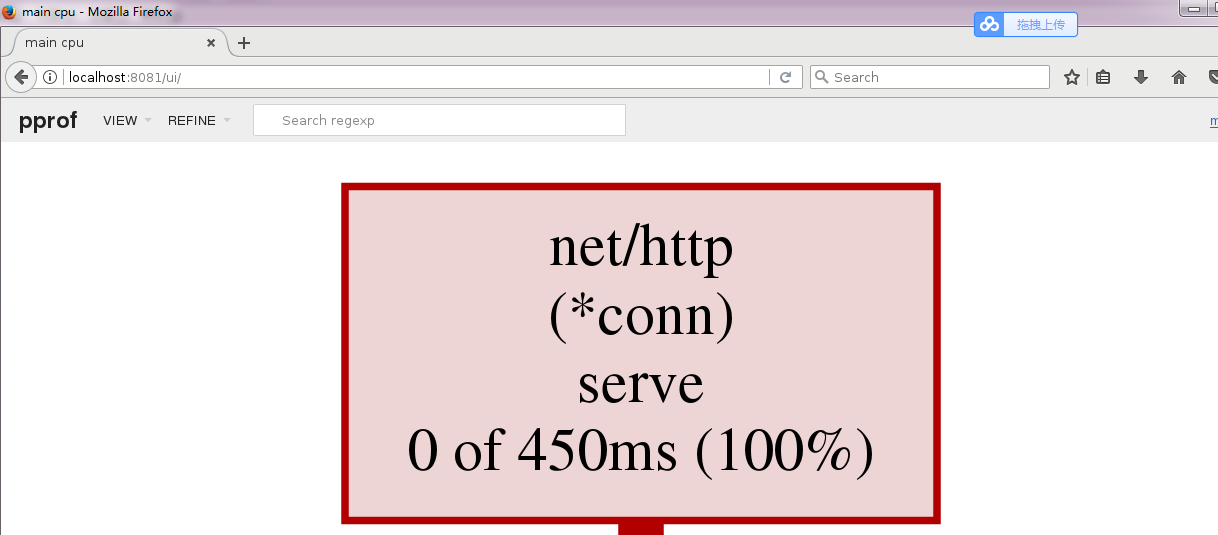 main cpu - Mozilla Firefox
拖拽上传
main cpu
localhost:8081/ui/
Search
pprof VIEW REFINE Search regexp
net/http
(*conn)
serve
0 of 450ms (100%)